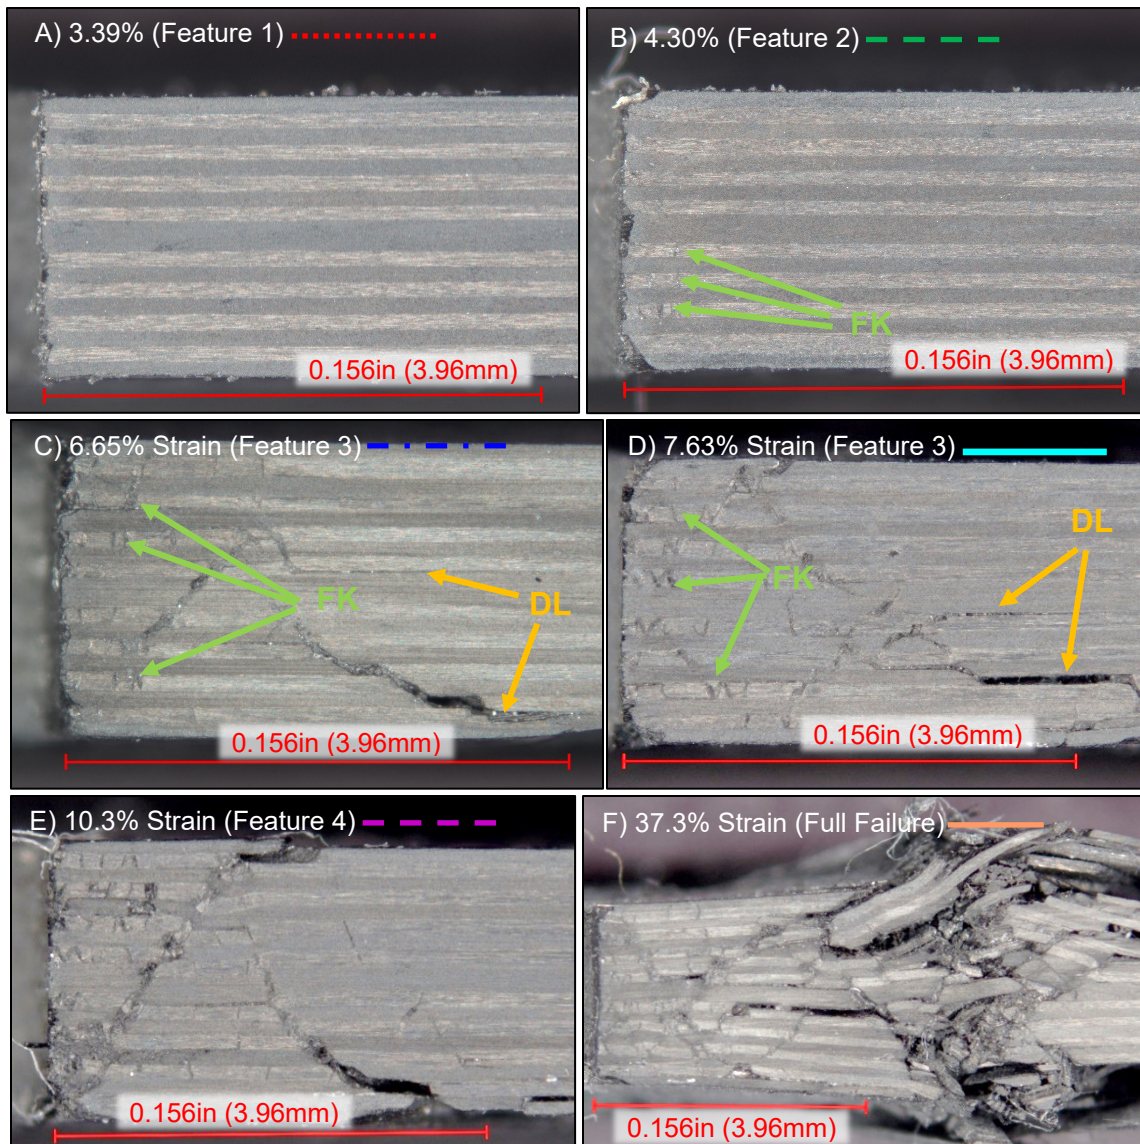 A) 3.39% (Feature 1)
0.156in (3.96mm)
B) 4.30% (Feature 2)
FK
0.156in (3.96mm)
C) 6.65% Strain (Feature 3)
FK
DL
0.156in (3.96mm)
D) 7.63% Strain (Feature 3)
DL
FK
0.156in (3.96mm)
E) 10.3% Strain (Feature 4)
0.156in (3.96mm)
F) 37.3% Strain (Full Failure)
0.156in (3.96mm)